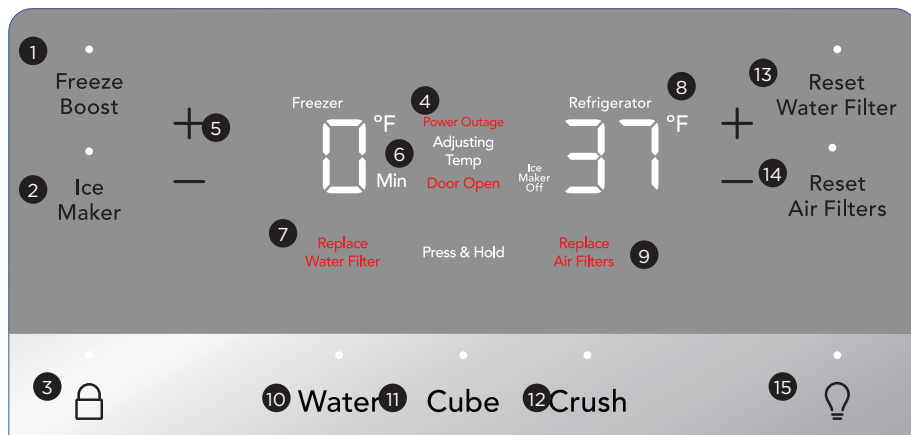 1
Freeze
Boost
2
Ice
Maker
+
5
−
Freezer
0 °F
Min
4
Power Outage
Adjusting
Temp
6
Door Open
Refrigerator
8
37 °F
Ice
Maker
Off
+
−
13
Reset
Water Filter
14
Reset
Air Filters
7
Replace
Water Filter
Press & Hold
Replace
Air Filters
9
3
10 Water
11 Cube
12 Crush
15